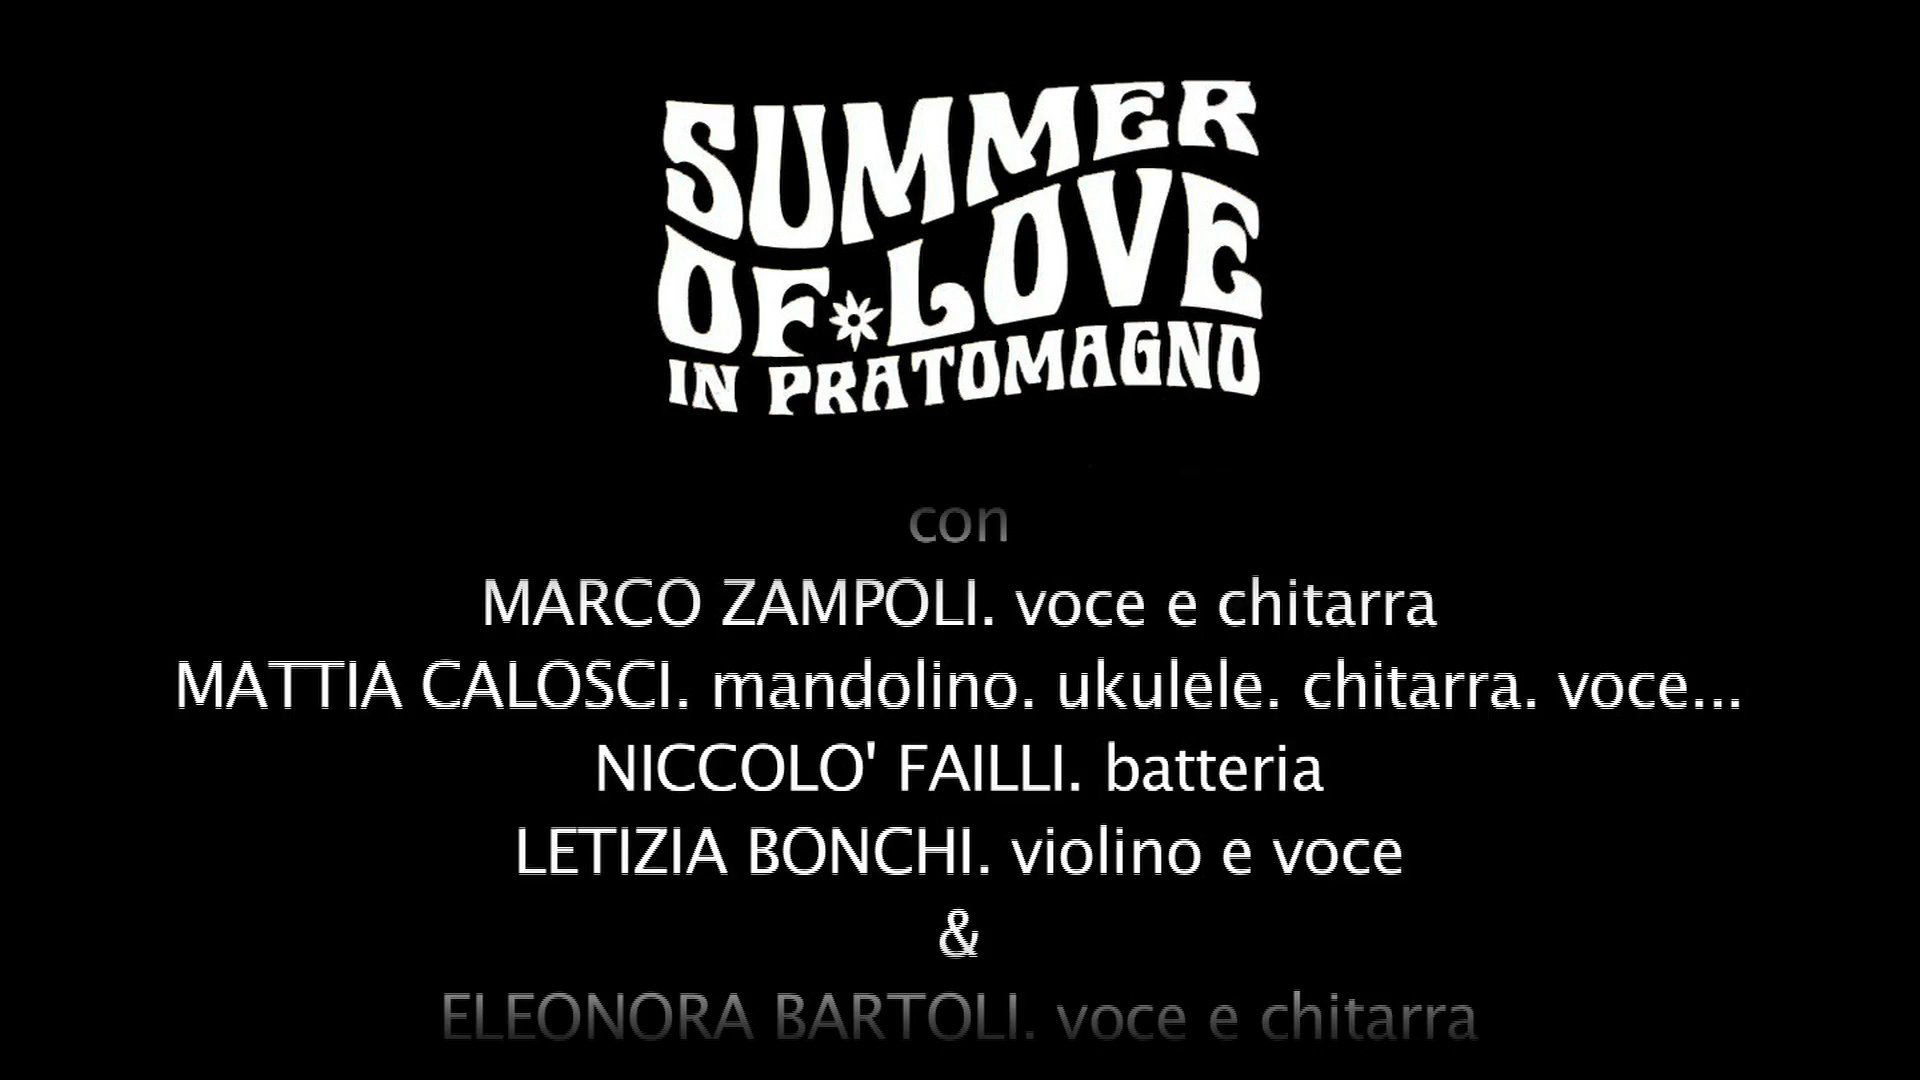 SUMMER
OF LOVE
IN PRATOMAGNO
con
MARCO ZAMPOLI. voce e chitarra
MATTIA CALOSCI. mandolino. ukulele. chitarra. voce...
NICCOLO' FAILLI. batteria
LETIZIA BONCHI. violino e voce
&
ELEONORA BARTOLI. voce e chitarra